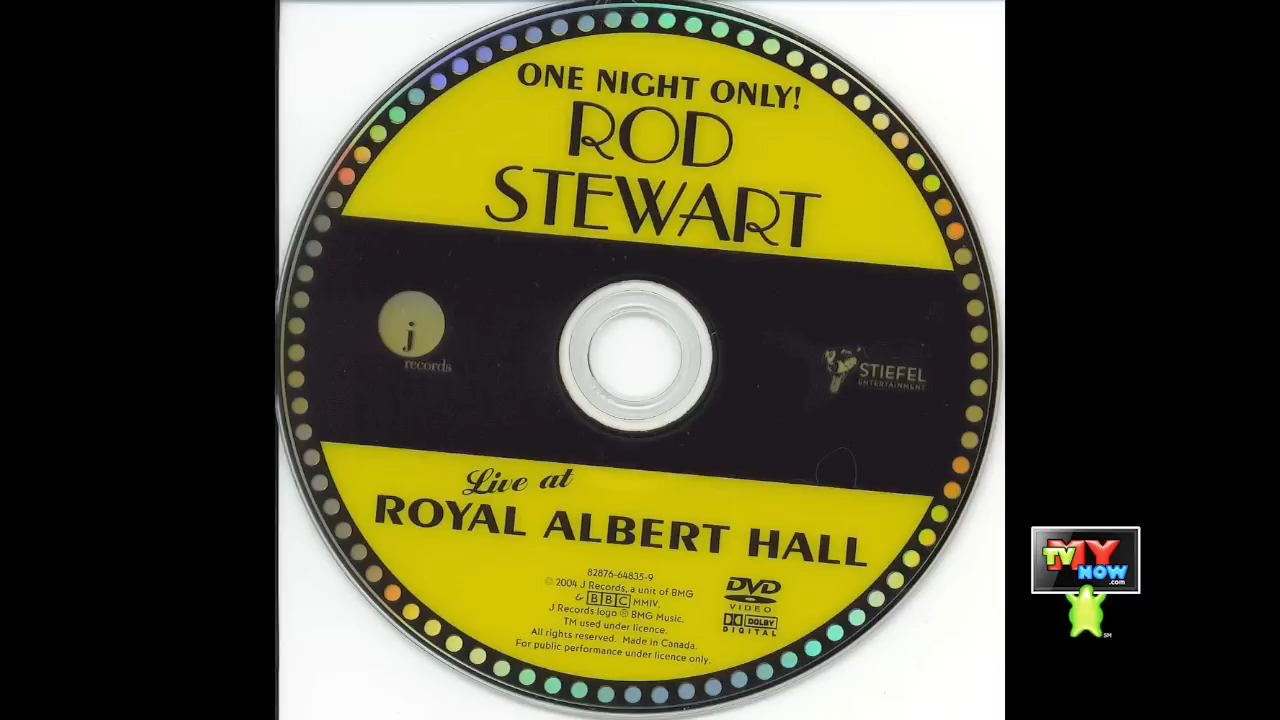 ONE NIGHT ONLY!
ROD
STEWART
j
records
STIEFEL
ENTERTAINMENT
Live at
ROYAL ALBERT HALL
82876-64835-9
© 2004 J Records, a unit of BMG
& BBC MMIV.
J Records logo ® BMG Music.
TM used under licence.
All rights reserved. Made in Canada.
For public performance under licence only.
DVD
VIDEO
DOLBY
DIGITAL
MY
TV
NOW
.com
SM